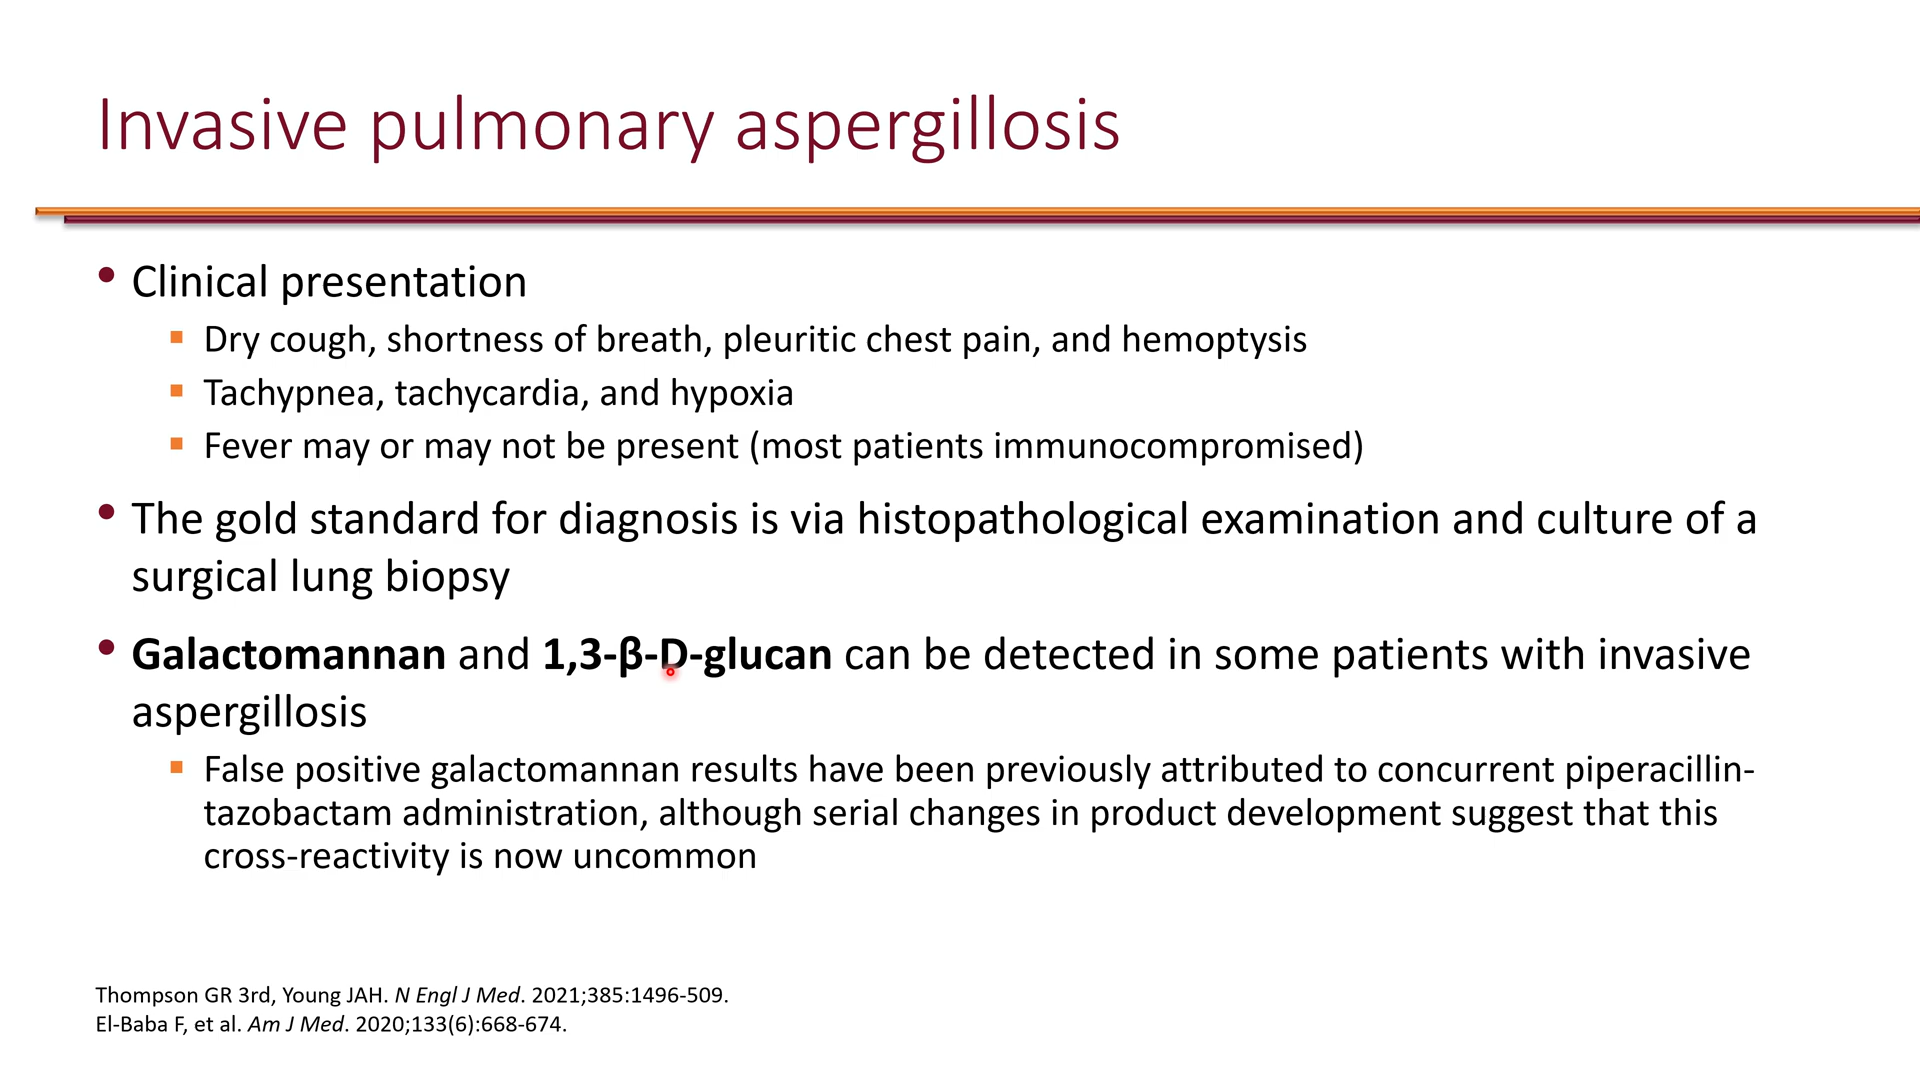 Invasive pulmonary aspergillosis
• Clinical presentation
▪ Dry cough, shortness of breath, pleuritic chest pain, and hemoptysis
▪ Tachypnea, tachycardia, and hypoxia
▪ Fever may or may not be present (most patients immunocompromised)
• The gold standard for diagnosis is via histopathological examination and culture of a
surgical lung biopsy
• Galactomannan and 1,3-β-D-glucan can be detected in some patients with invasive
aspergillosis
▪ False positive galactomannan results have been previously attributed to concurrent piperacillin-
tazobactam administration, although serial changes in product development suggest that this
cross-reactivity is now uncommon
Thompson GR 3rd, Young JAH. N Engl J Med. 2021;385:1496-509.
El-Baba F, et al. Am J Med. 2020;133(6):668-674.